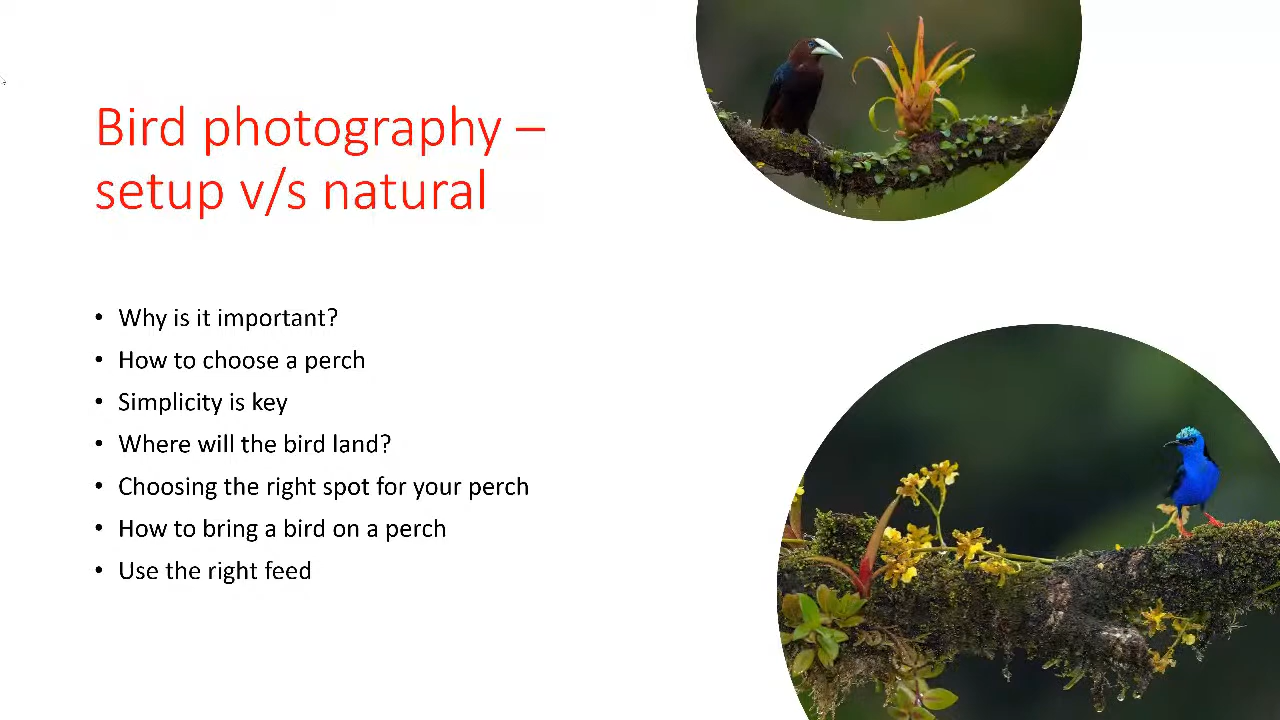 Bird photography –
setup v/s natural
• Why is it important?
• How to choose a perch
• Simplicity is key
• Where will the bird land?
• Choosing the right spot for your perch
• How to bring a bird on a perch
• Use the right feed